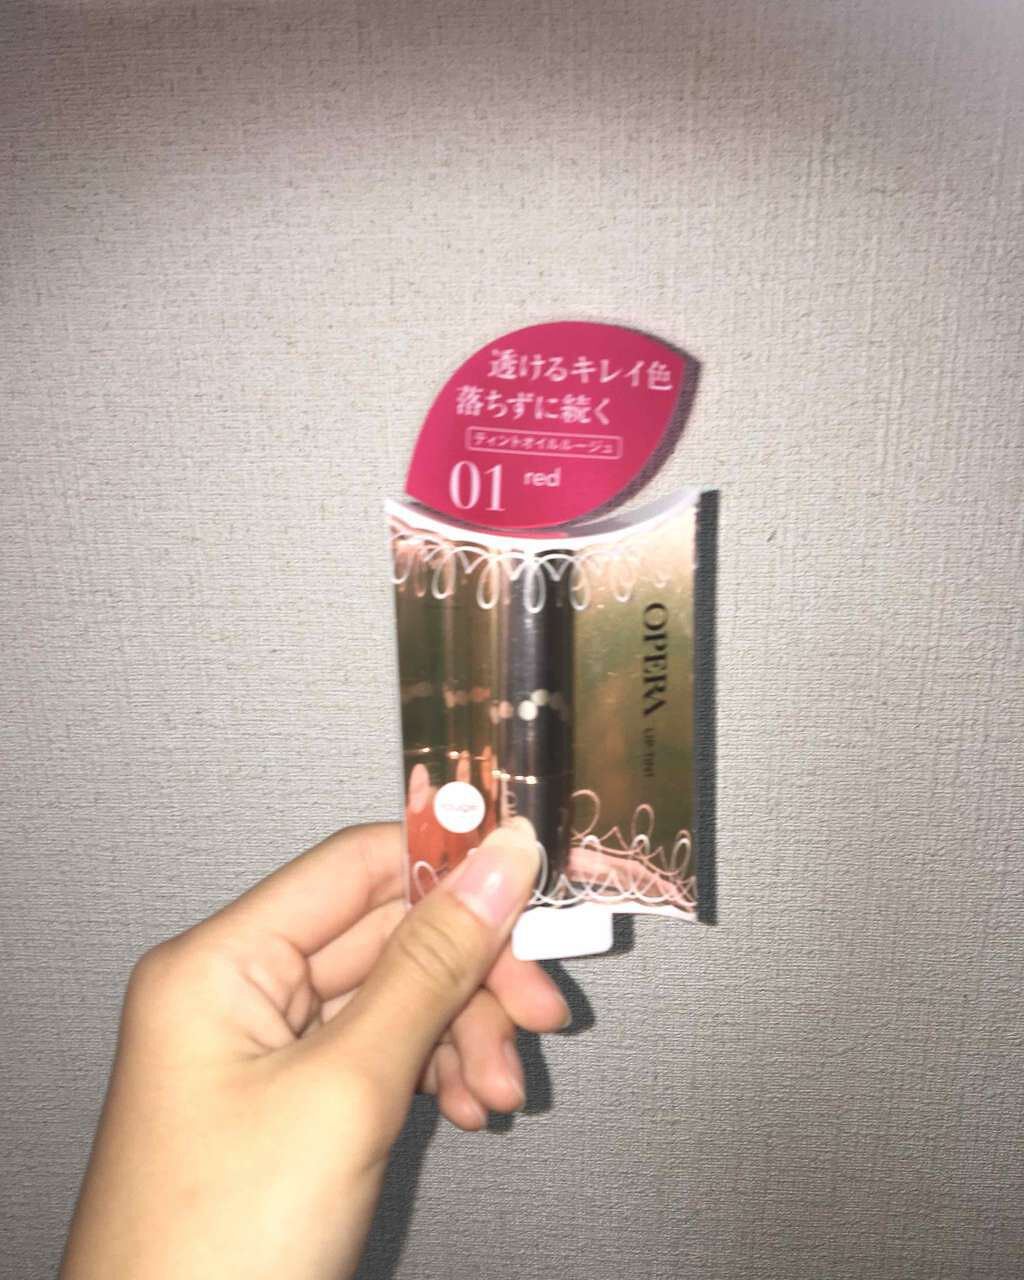 透けるキレイ色
落ちずに続く
ティントオイルルージュ
01 red
OPERA LIP TINT
rouge